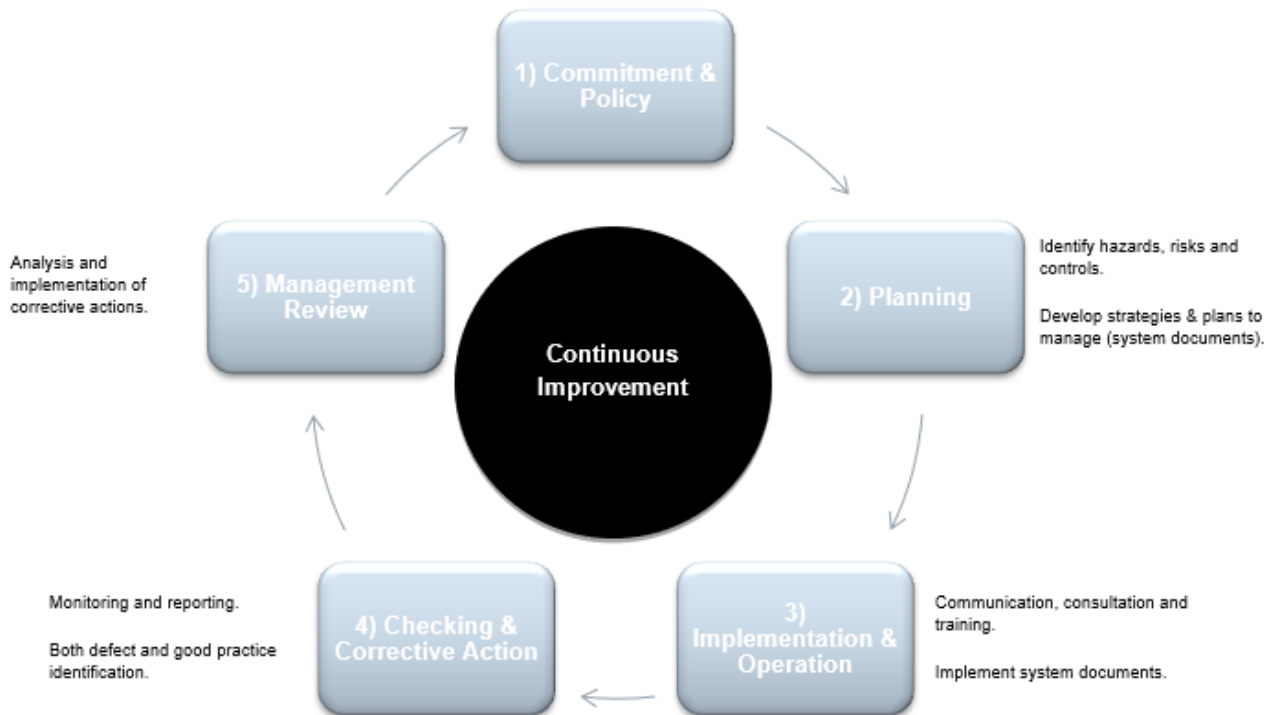 1) Commitment &
Policy
Identify hazards, risks and
controls.
Develop strategies & plans to
manage (system documents).
2) Planning
Analysis and
implementation of
corrective actions.
5) Management
Review
Continuous
Improvement
Monitoring and reporting.
Both defect and good practice
identification.
4) Checking &
Corrective Action
3)
Implementation &
Operation
Communication, consultation and
training.
Implement system documents.